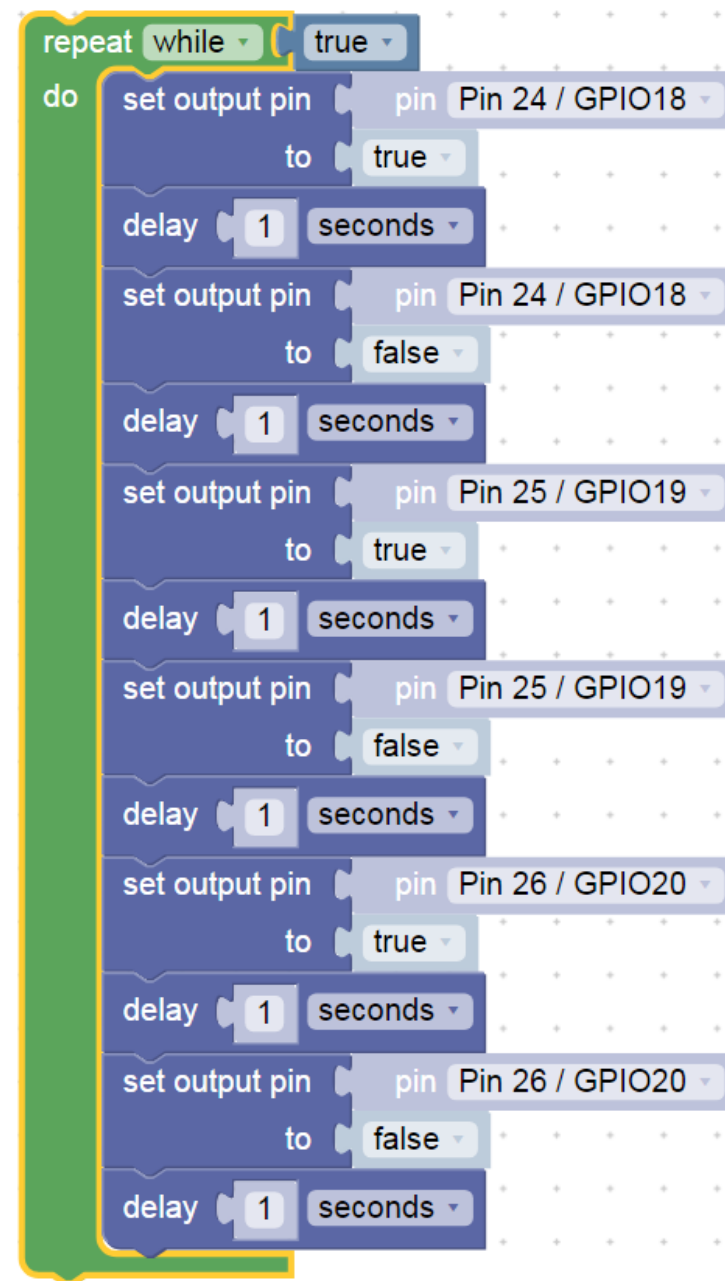 repeat while true
do set output pin pin Pin 24 / GPIO18
to true
delay 1 seconds
set output pin pin Pin 24 / GPIO18
to false
delay 1 seconds
set output pin pin Pin 25 / GPIO19
to true
delay 1 seconds
set output pin pin Pin 25 / GPIO19
to false
delay 1 seconds
set output pin pin Pin 26 / GPIO20
to true
delay 1 seconds
set output pin pin Pin 26 / GPIO20
to false
delay 1 seconds